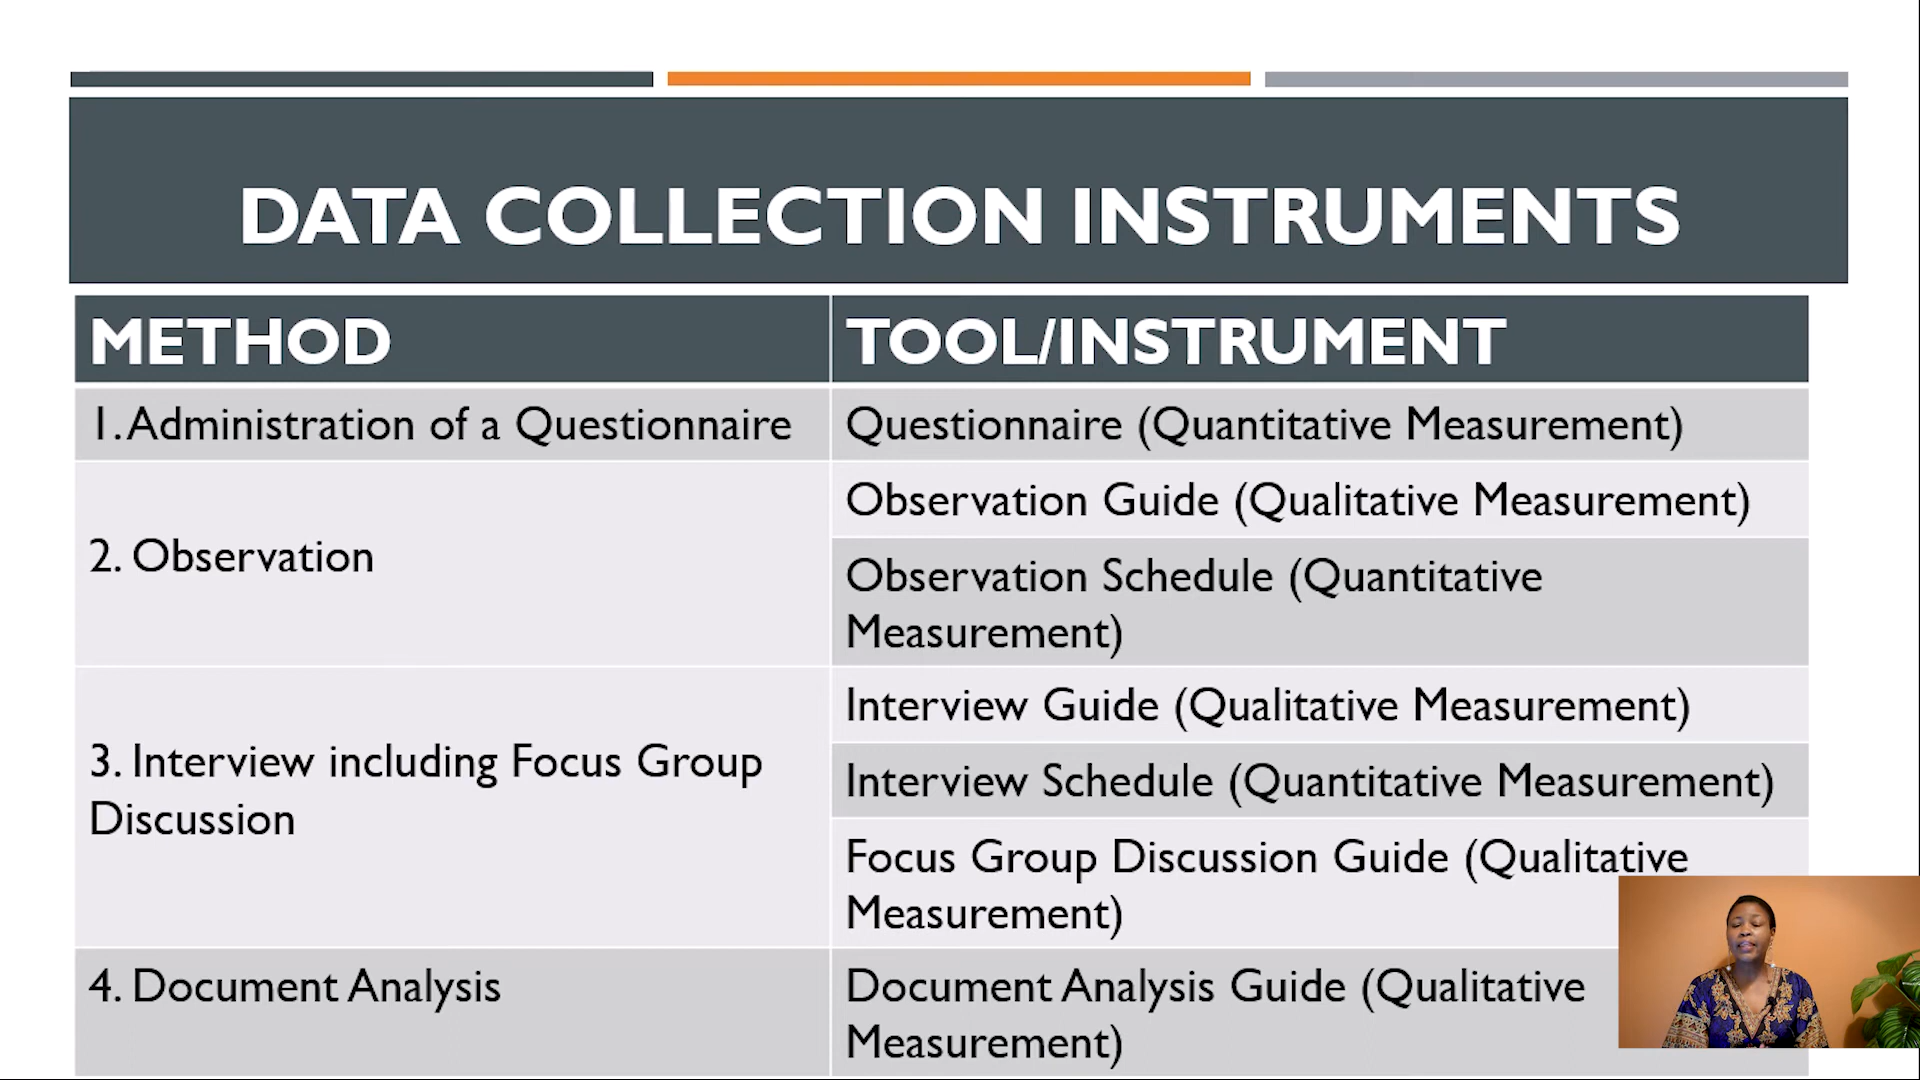 DATA COLLECTION INSTRUMENTS
METHOD
TOOL/INSTRUMENT
1. Administration of a Questionnaire
Questionnaire (Quantitative Measurement)
2. Observation
Observation Guide (Qualitative Measurement)
Observation Schedule (Quantitative
Measurement)
3. Interview including Focus Group
Discussion
Interview Guide (Qualitative Measurement)
Interview Schedule (Quantitative Measurement)
Focus Group Discussion Guide (Qualitative
Measurement)
4. Document Analysis
Document Analysis Guide (Qualitative
Measurement)